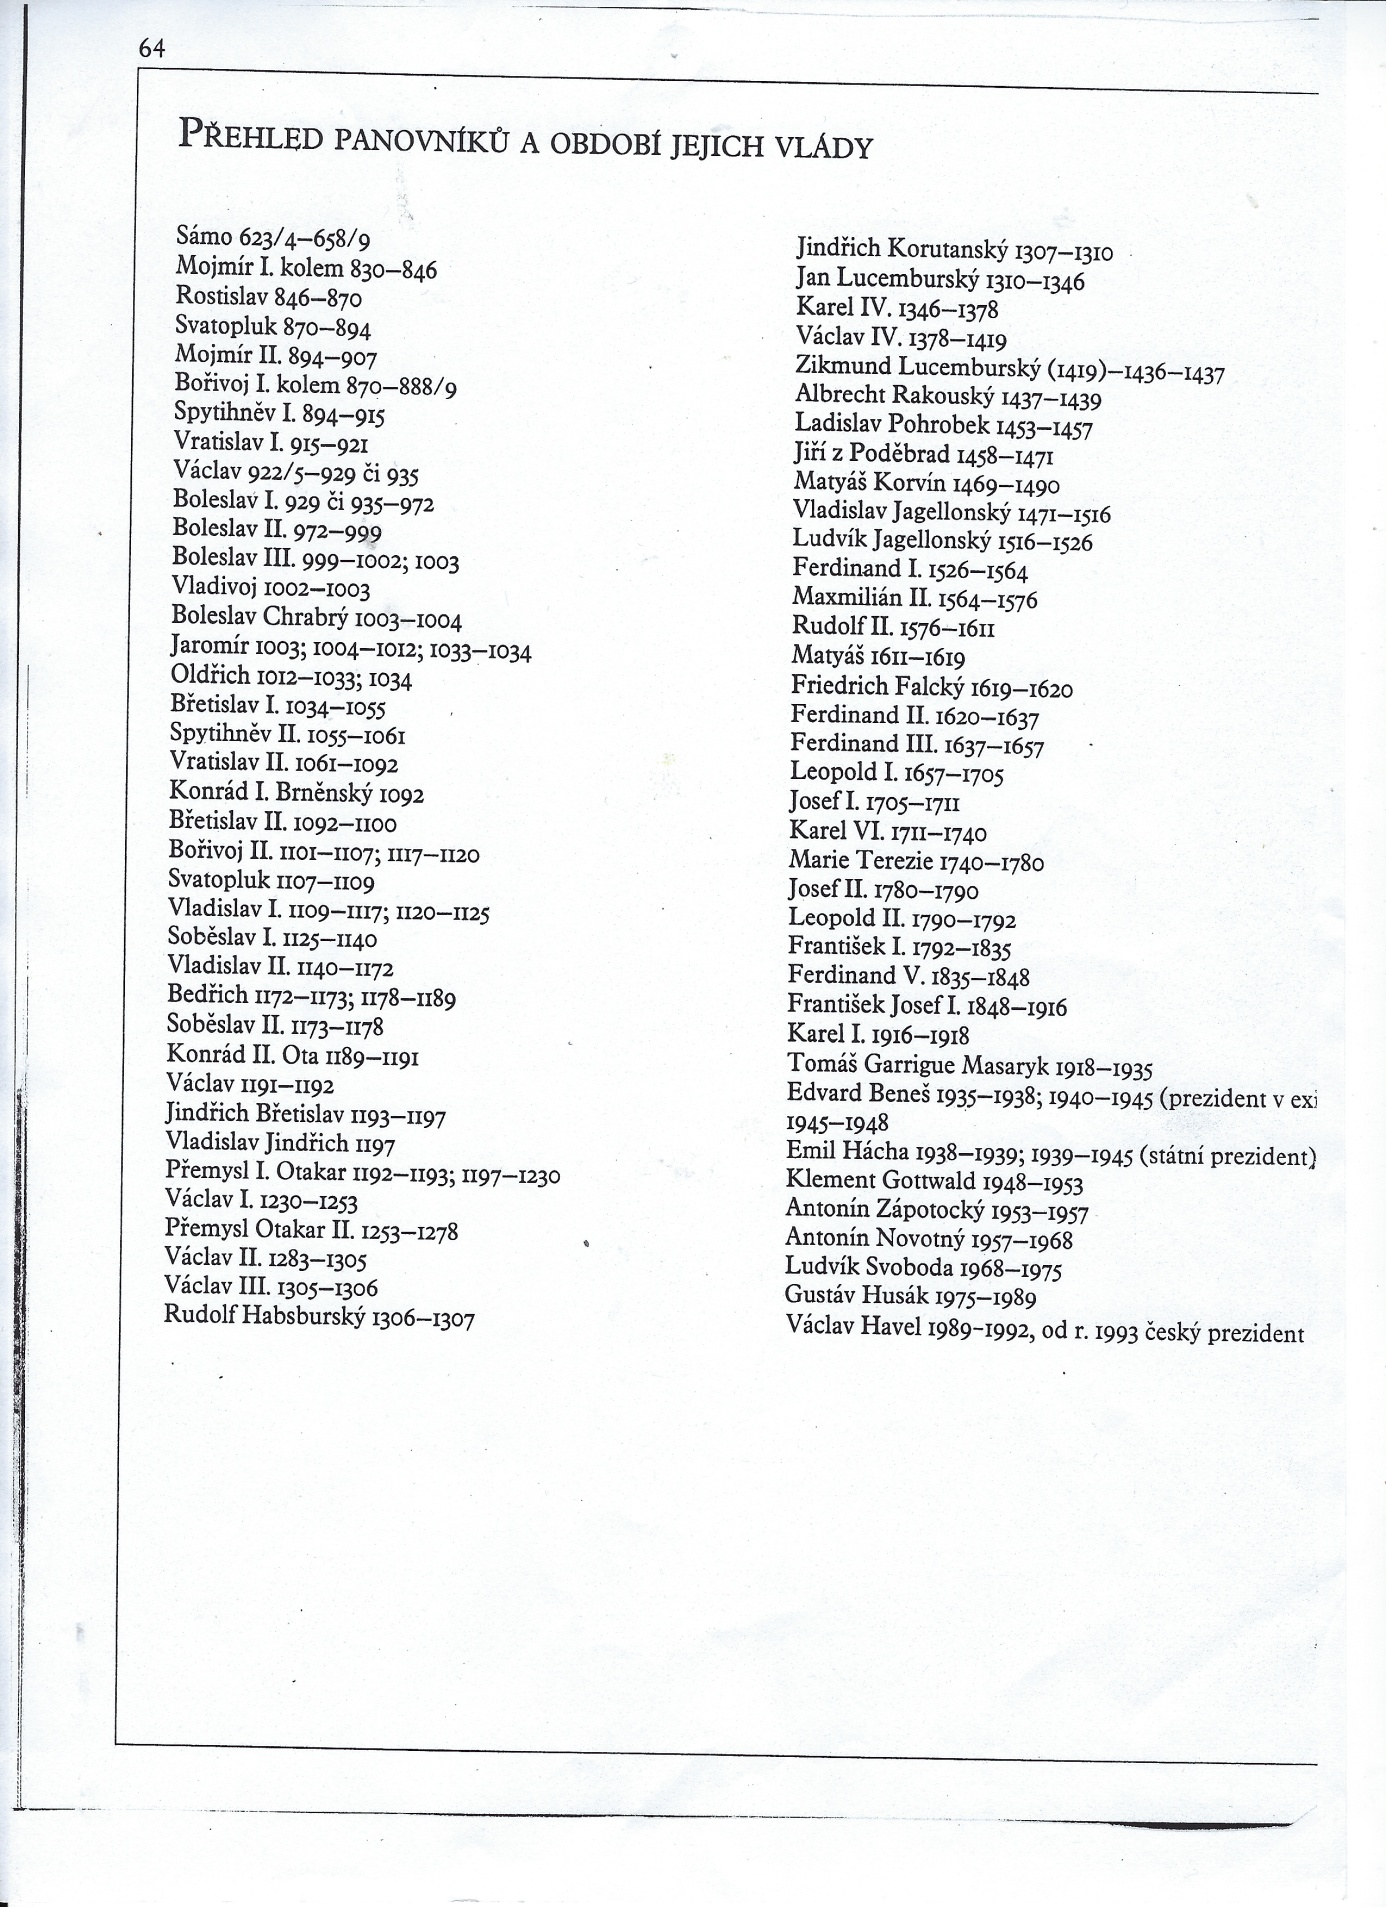 64
PŘEHLED PANOVNÍKŮ A OBDOBÍ JEJICH VLÁDY
Sámo 623/4–658/9
Mojmír I. kolem 830–846
Rostislav 846–870
Svatopluk 870–894
Mojmír II. 894–907
Bořivoj I. kolem 870–888/9
Spytihněv I. 894–915
Vratislav I. 915–921
Václav 922/5–929 či 935
Boleslav I. 929 či 935–972
Boleslav II. 972–999
Boleslav III. 999–1002; 1003
Vladivoj 1002–1003
Boleslav Chrabrý 1003–1004
Jaromír 1003; 1004–1012; 1033–1034
Oldřich 1012–1033; 1034
Břetislav I. 1034–1055
Spytihněv II. 1055–1061
Vratislav II. 1061–1092
Konrád I. Brněnský 1092
Břetislav II. 1092–1100
Bořivoj II. 1101–1107; 1117–1120
Svatopluk 1107–1109
Vladislav I. 1109–1117; 1120–1125
Soběslav I. 1125–1140
Vladislav II. 1140–1172
Bedřich 1172–1173; 1178–1189
Soběslav II. 1173–1178
Konrád II. Ota 1189–1191
Václav 1191–1192
Jindřich Břetislav 1193–1197
Vladislav Jindřich 1197
Přemysl I. Otakar 1192–1193; 1197–1230
Václav I. 1230–1253
Přemysl Otakar II. 1253–1278
Václav II. 1283–1305
Václav III. 1305–1306
Rudolf Habsburský 1306–1307
Jindřich Korutanský 1307–1310
Jan Lucemburský 1310–1346
Karel IV. 1346–1378
Václav IV. 1378–1419
Zikmund Lucemburský (1419)–1436–1437
Albrecht Rakouský 1437–1439
Ladislav Pohrobek 1453–1457
Jiří z Poděbrad 1458–1471
Matyáš Korvín 1469–1490
Vladislav Jagellonský 1471–1516
Ludvík Jagellonský 1516–1526
Ferdinand I. 1526–1564
Maxmilián II. 1564–1576
Rudolf II. 1576–1611
Matyáš 1611–1619
Friedrich Falcký 1619–1620
Ferdinand II. 1620–1637
Ferdinand III. 1637–1657
Leopold I. 1657–1705
Josef I. 1705–1711
Karel VI. 1711–1740
Marie Terezie 1740–1780
Josef II. 1780–1790
Leopold II. 1790–1792
František I. 1792–1835
Ferdinand V. 1835–1848
František Josef I. 1848–1916
Karel I. 1916–1918
Tomáš Garrigue Masaryk 1918–1935
Edvard Beneš 1935–1938; 1940–1945 (prezident v exi
1945–1948
Emil Hácha 1938–1939; 1939–1945 (státní prezident)
Klement Gottwald 1948–1953
Antonín Zápotocký 1953–1957
Antonín Novotný 1957–1968
Ludvík Svoboda 1968–1975
Gustáv Husák 1975–1989
Václav Havel 1989-1992, od r. 1993 český prezident